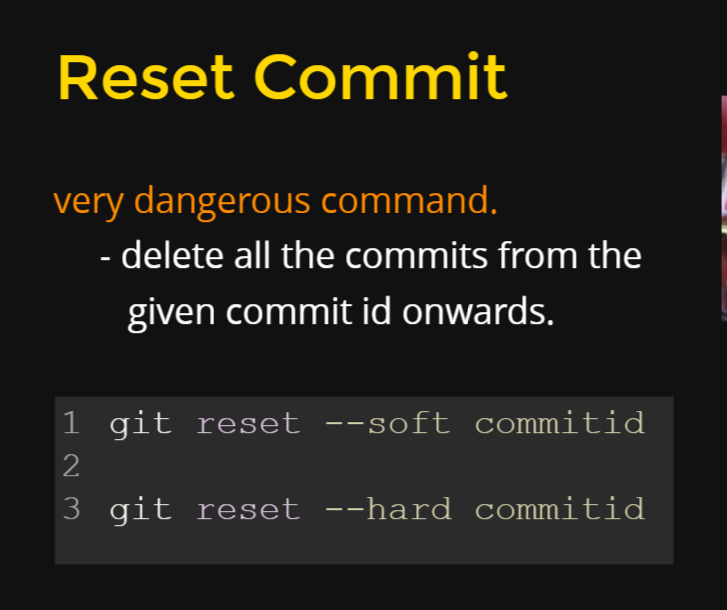 Reset Commit
very dangerous command.
- delete all the commits from the
given commit id onwards.
1 git reset --soft commitid
2
3 git reset --hard commitid